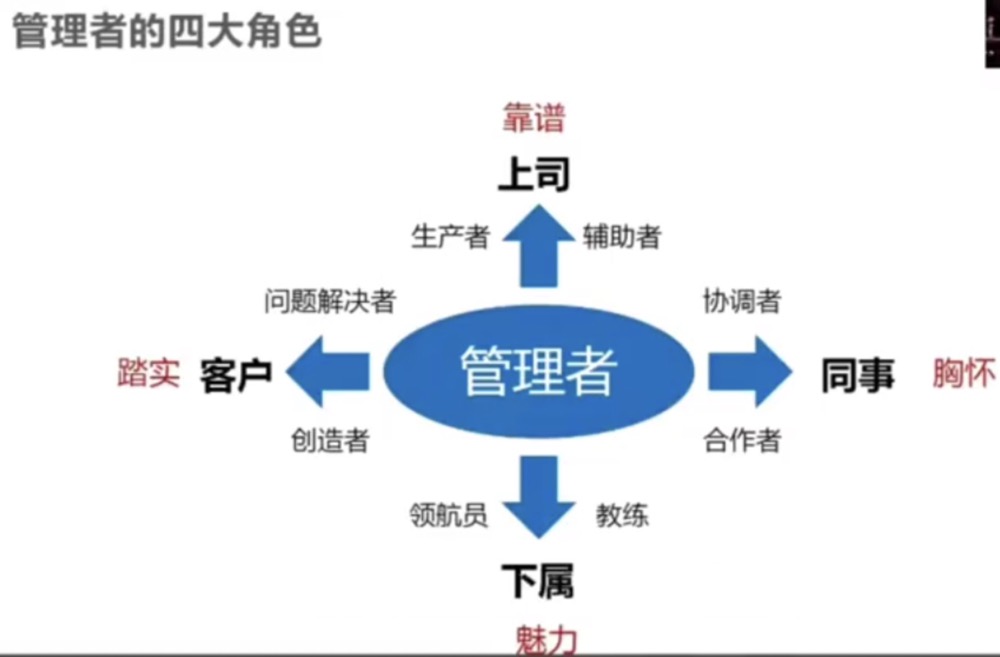 管理者的四大角色
靠谱
上司
生产者 辅助者
问题解决者 协调者
踏实 客户 管理者 同事 胸怀
创造者 合作者
领航员 教练
下属
魅力